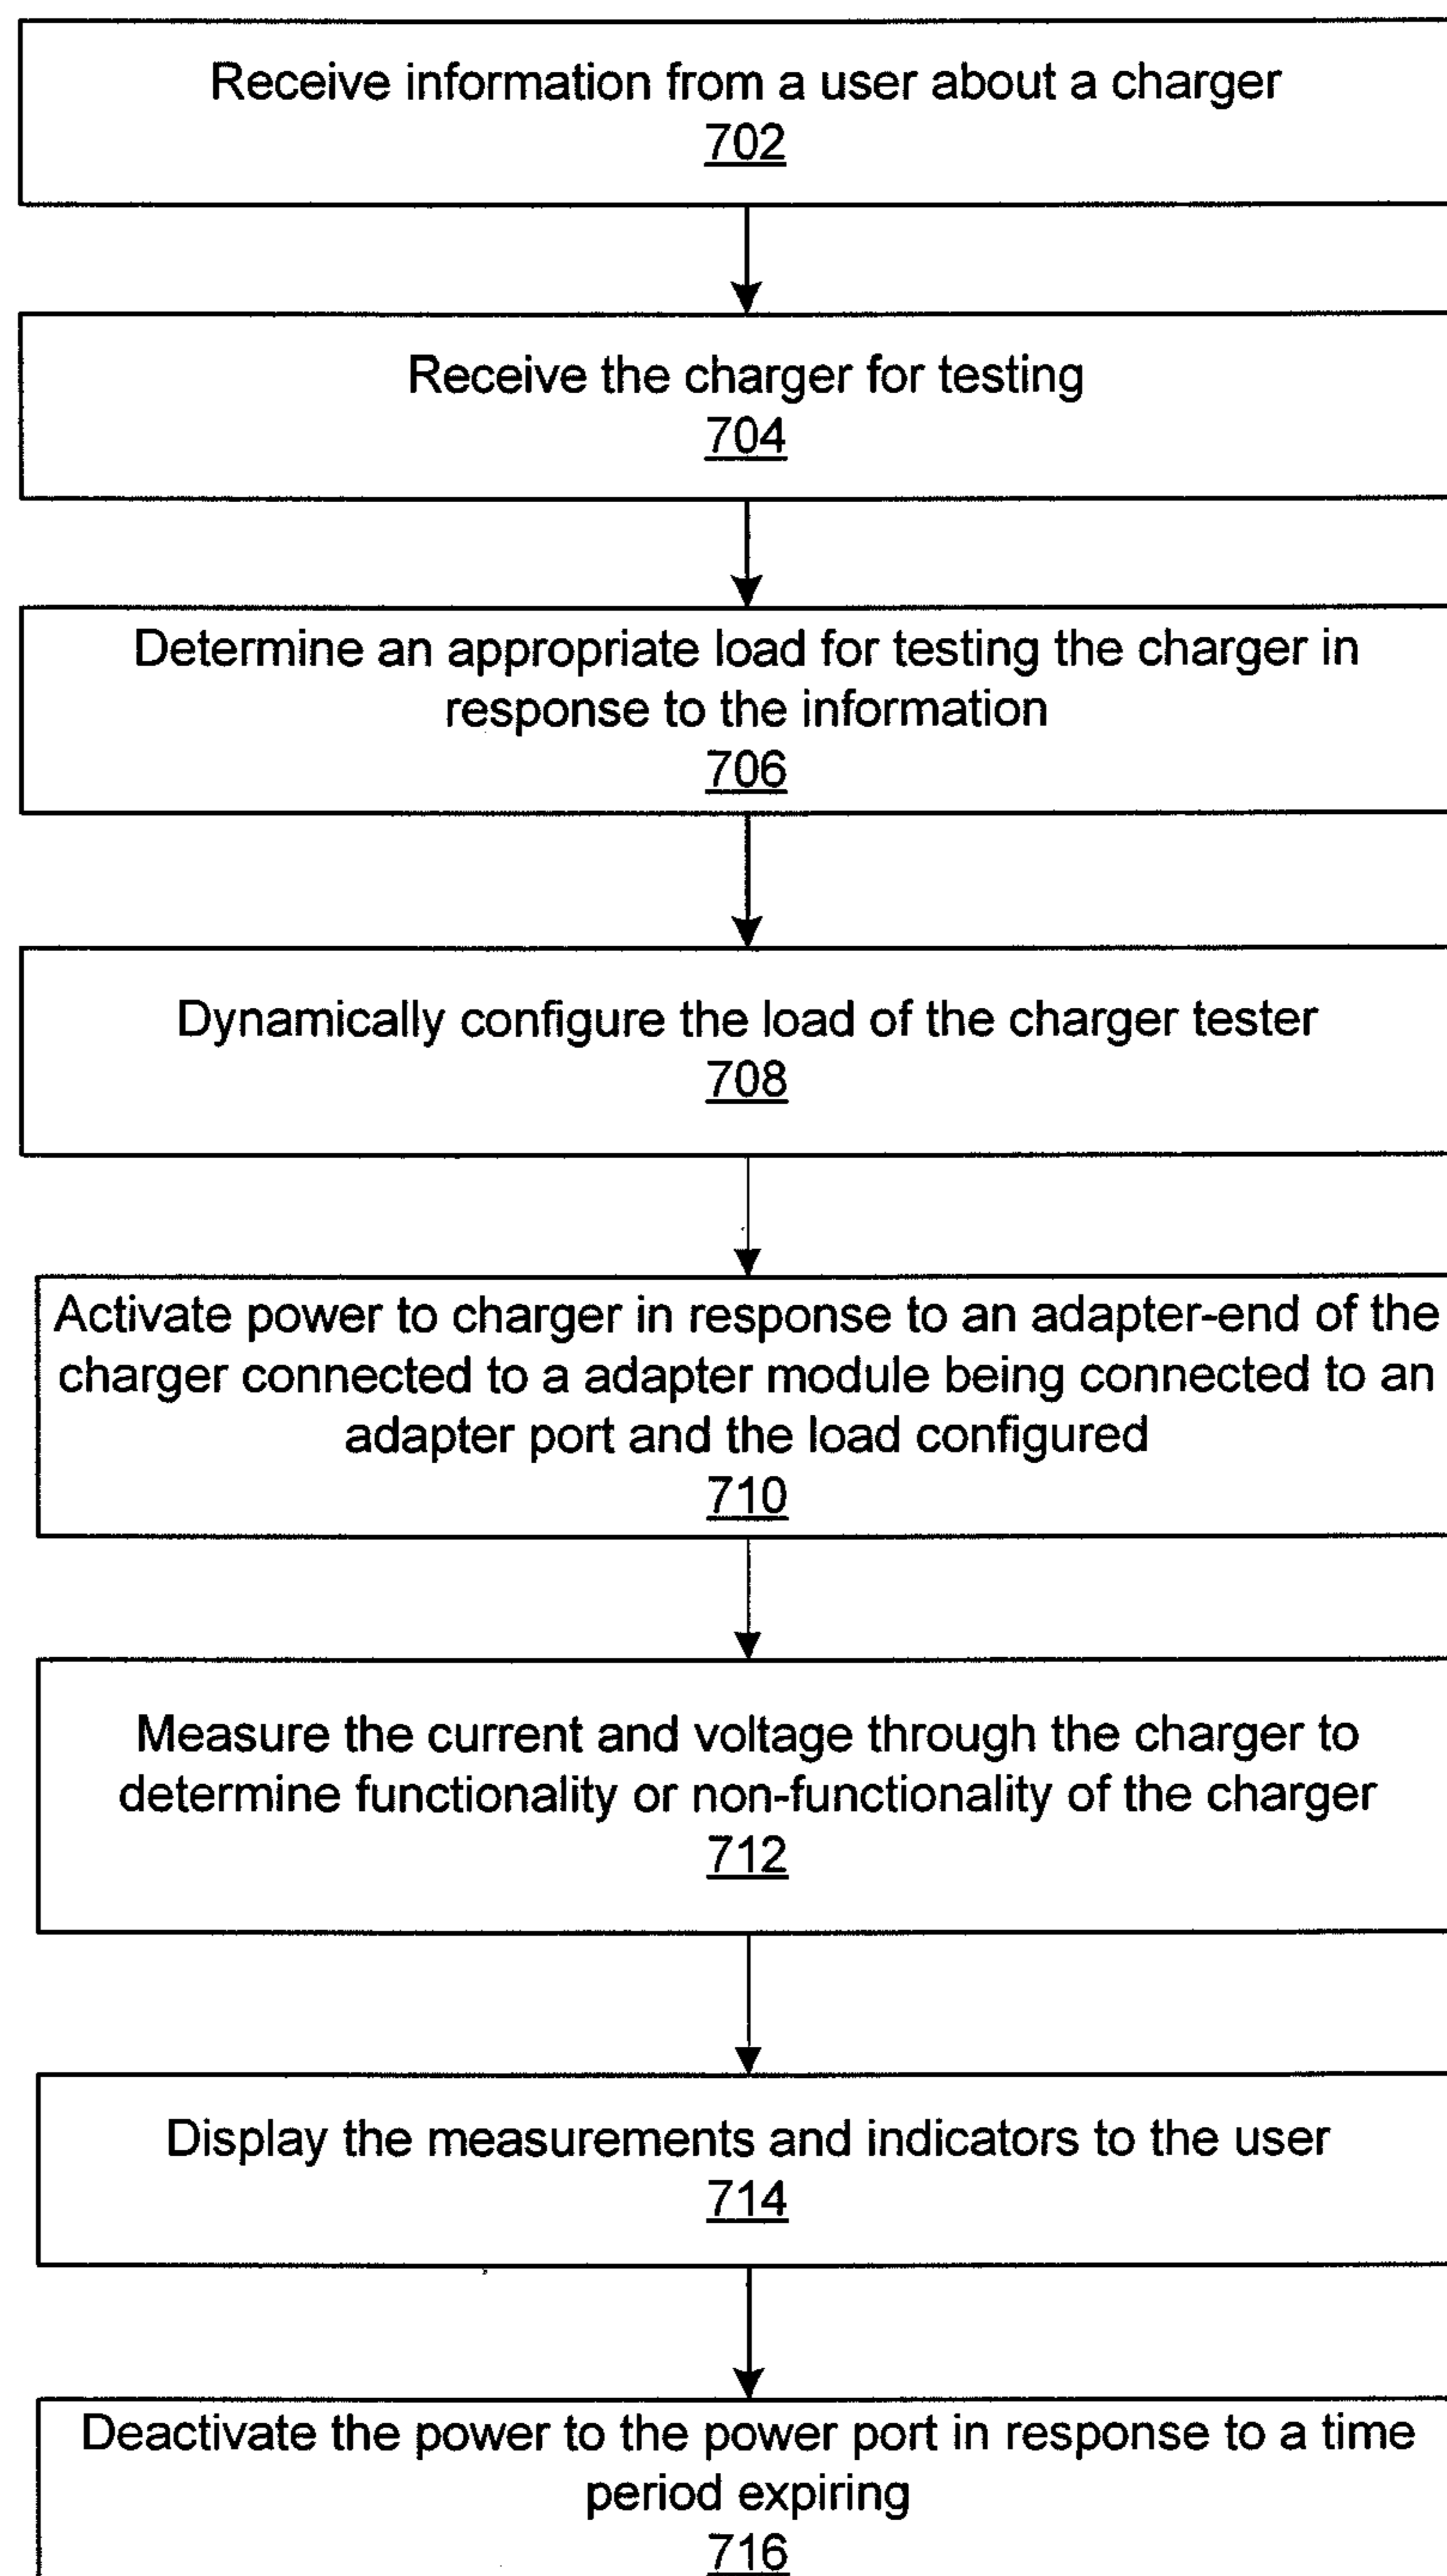 Receive information from a user about a charger
702
Receive the charger for testing
704
Determine an appropriate load for testing the charger in
response to the information
706
Dynamically configure the load of the charger tester
708
Activate power to charger in response to an adapter-end of the
charger connected to a adapter module being connected to an
adapter port and the load configured
710
Measure the current and voltage through the charger to
determine functionality or non-functionality of the charger
712
Display the measurements and indicators to the user
714
Deactivate the power to the power port in response to a time
period expiring
716